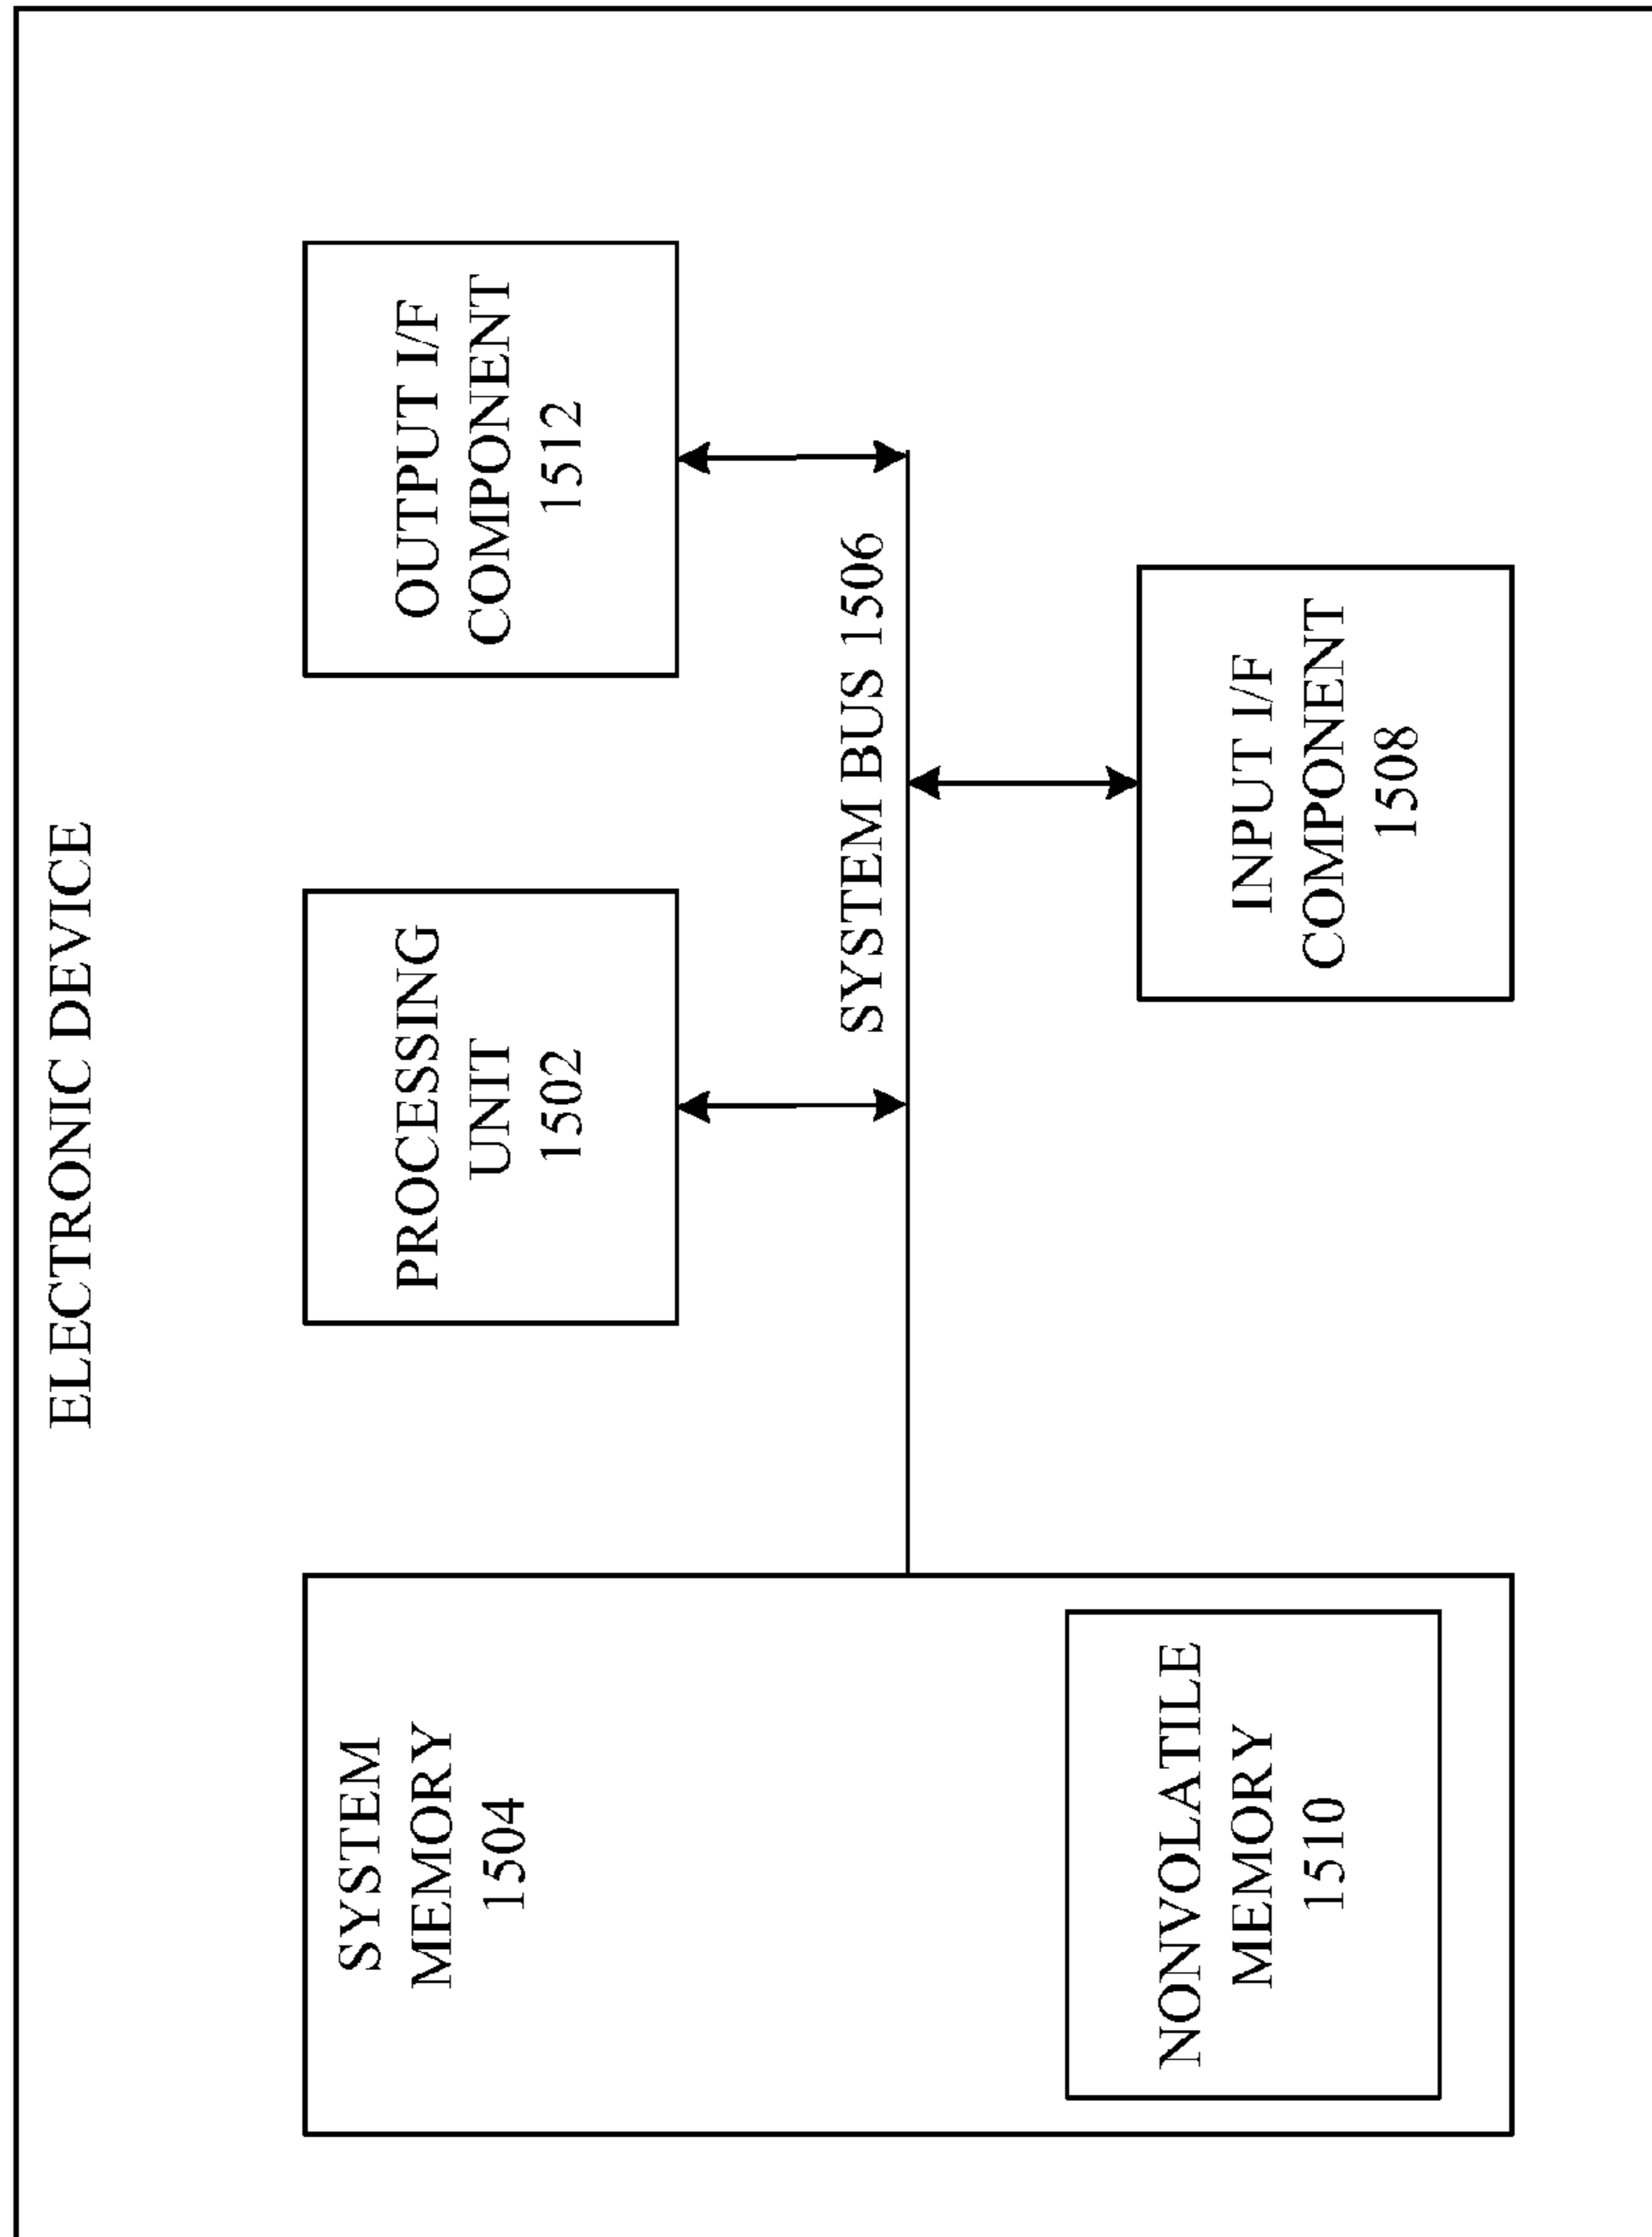 ELECTRONIC DEVICE
SYSTEM
MEMORY
1504
NONVOLATILE
MEMORY
1510
PROCESSING
UNIT
1502
OUTPUT I/F
COMPONENT
1512
SYSTEM BUS 1506
INPUT I/F
COMPONENT
1508